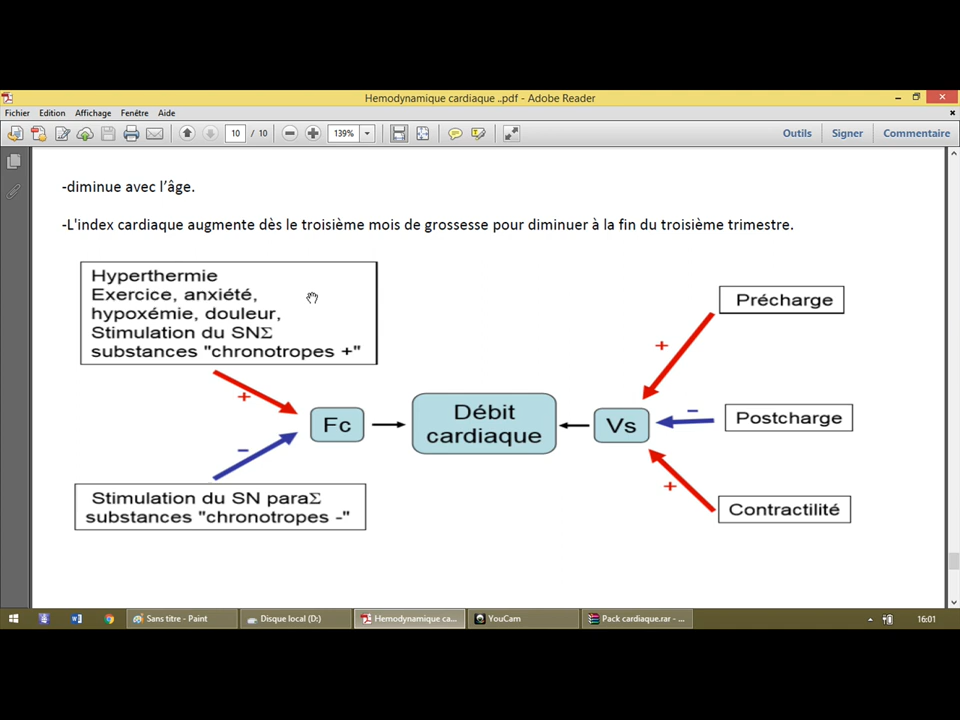 Hemodynamique cardiaque ..pdf - Adobe Reader
Fichier Edition Affichage Fenêtre Aide
10 / 10 139% Outils Signer Commentaire
-diminue avec l’âge.
-L'index cardiaque augmente dès le troisième mois de grossesse pour diminuer à la fin du troisième trimestre.
Hyperthermie
Exercice, anxiété,
hypoxémie, douleur,
Stimulation du SNΣ
substances "chronotropes +"
Précharge
+
+
Débit
cardiaque
Fc
Vs
−
Postcharge
−
+
Stimulation du SN paraΣ
substances "chronotropes -"
Contractilité
Sans titre - Paint Disque local (D:) Hemodynamique ca... YouCam Pack cardiaque.rar - ... 16:01